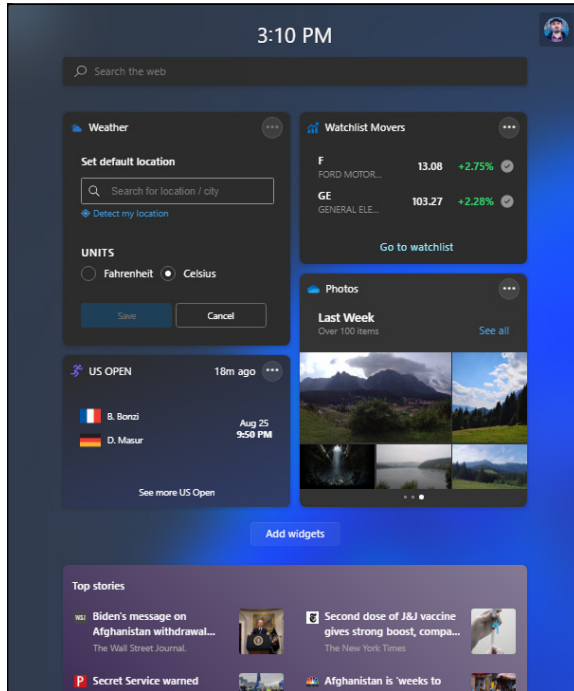 3:10 PM
Search the web
Weather
Set default location
Search for location / city
Detect my location
UNITS
Fahrenheit
Celsius
Save
Cancel
Watchlist Movers
F
FORD MOTOR...
13.08
+2.75%
GE
GENERAL ELE...
103.27
+2.28%
Go to watchlist
Photos
Last Week
Over 100 items
See all
US OPEN
18m ago
B. Bonzi
D. Masur
Aug 25
9:50 PM
See more US Open
Add widgets
Top stories
WSJ
Biden's message on
Afghanistan withdrawal...
The Wall Street Journal.
Second dose of J&J vaccine
gives strong boost, compa...
The New York Times
P
Secret Service warned
Afghanistan is 'weeks to